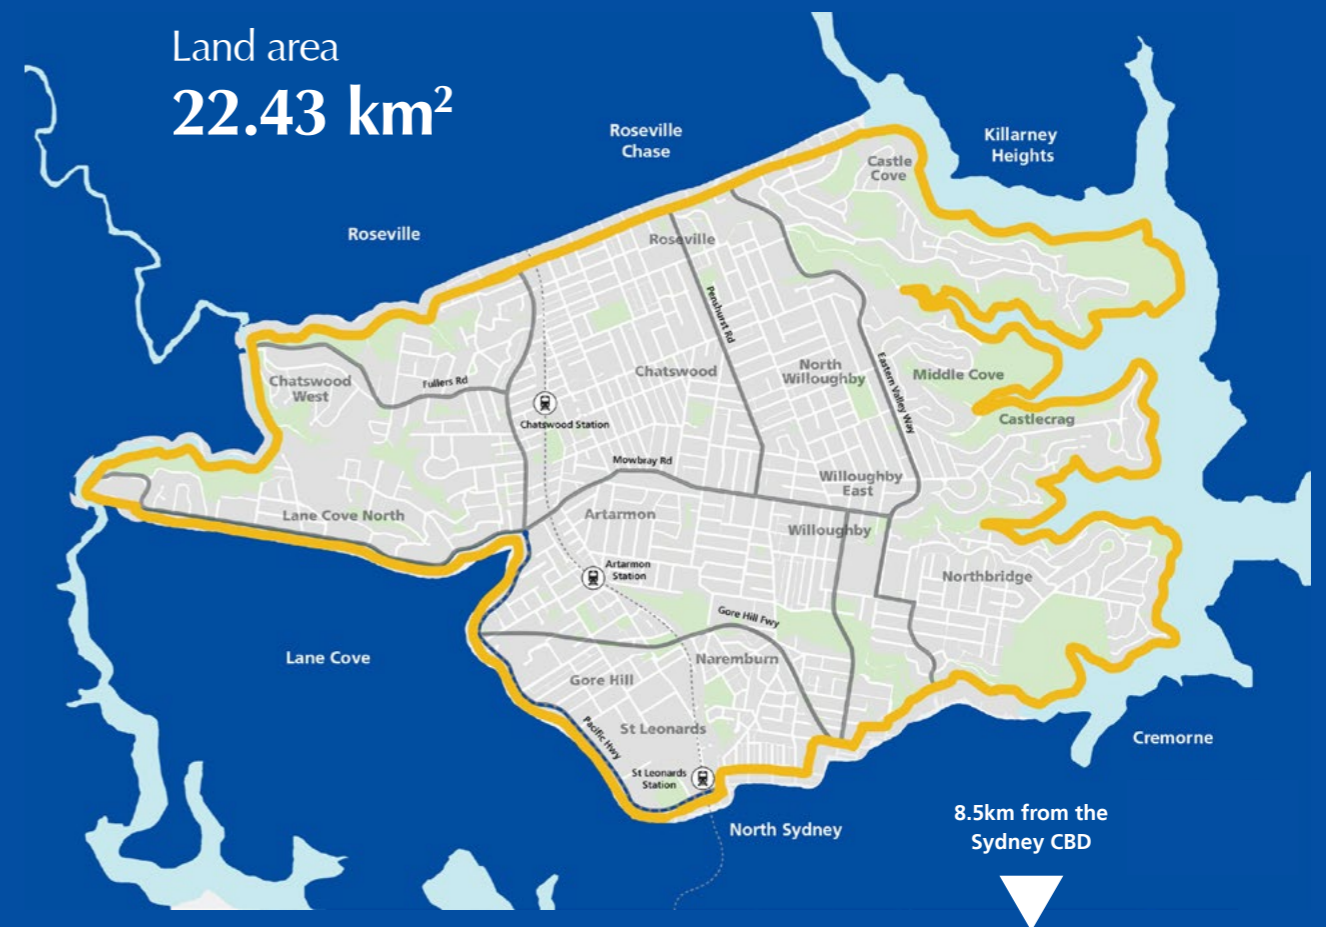 Land area
22.43 km²
Roseville
Chase
Killarney
Heights
Castle
Cove
Roseville
Roseville
Penshurst Rd
Chatswood
North
Willoughby
Eastern Valley Way
Middle Cove
Chatswood
West
Fullers Rd
Chatswood Station
Castlecrag
Mowbray Rd
Willoughby
East
Lane Cove North
Artarmon
Willoughby
Artarmon
Station
Northbridge
Gore Hill Fwy
Lane Cove
Naremburn
Gore Hill
Pacific Hwy
St Leonards
Cremorne
St Leonards
Station
North Sydney
8.5km from the
Sydney CBD